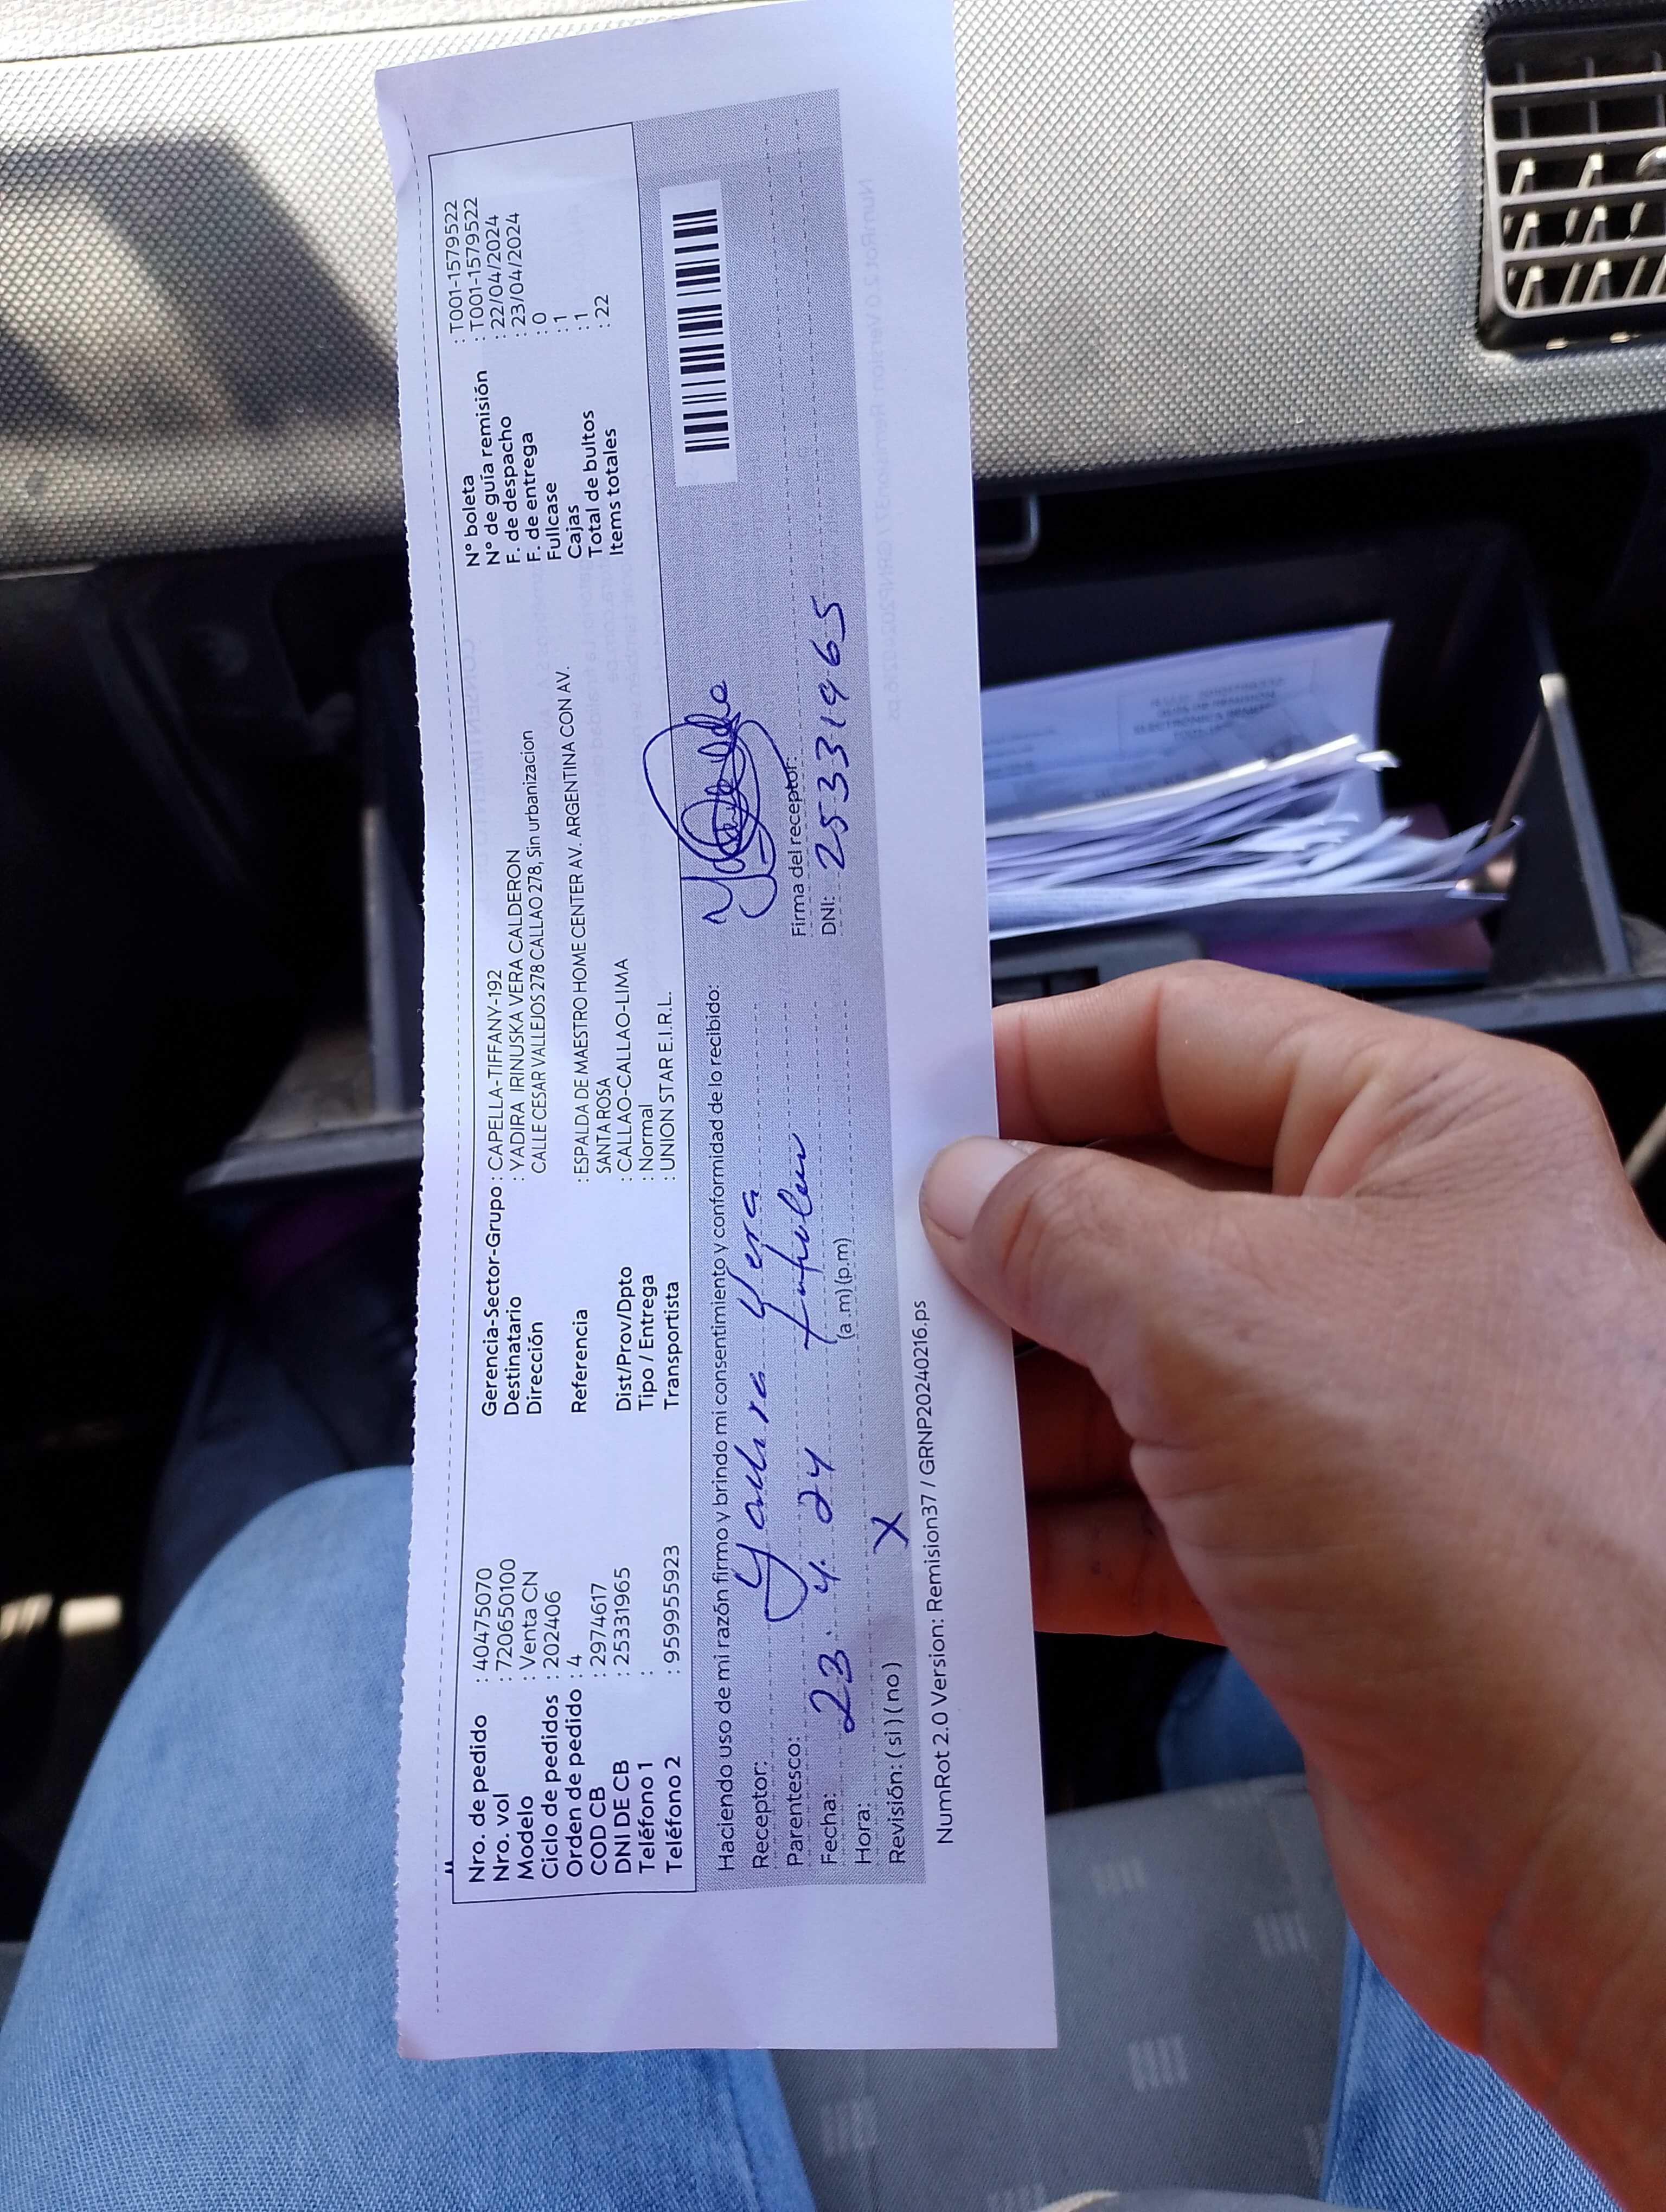 Nro. de pedido : 40475070
Nro. vol : 720650100
Modelo : Venta CN
Ciclo de pedidos : 202406
Orden de pedido : 4
COD CB : 2974617
DNI DE CB : 25331965
Teléfono 1 :
Teléfono 2 : 959955923
Gerencia-Sector-Grupo : CAPELLA-TIFFANY-192
Destinatario : YADIRA IRINUSKA VERA CALDERON
Dirección CALLE CESAR VALLEJOS 278 CALLAO 278, Sin urbanizacion
Referencia : ESPALDA DE MAESTRO HOME CENTER AV. ARGENTINA CON AV.
SANTA ROSA
Dist/Prov/Dpto : CALLAO-CALLAO-LIMA
Tipo / Entrega : Normal
Transportista : UNION STAR E.I.R.L.
N° boleta : T001-1579522
N° de guía remisión : T001-1579522
F. de despacho : 22/04/2024
F. de entrega : 23/04/2024
Fullcase : 0
Cajas : 1
Total de bultos : 1
Items totales : 22
Haciendo uso de mi razón firmo y brindo mi consentimiento y conformidad de lo recibido:
Receptor: Yadira Vera
Parentesco:
Fecha: 23. 4. 24
Hora: (a.m) (p.m)
Revisión: (si) (no) X
Firma del receptor:
DNI: 25331965
NumRot 2.0 Version: Remision37 / GRNP20240216.ps